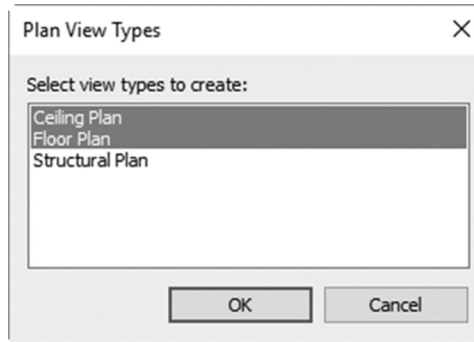 Plan View Types
Select view types to create:
Ceiling Plan
Floor Plan
Structural Plan
OK Cancel